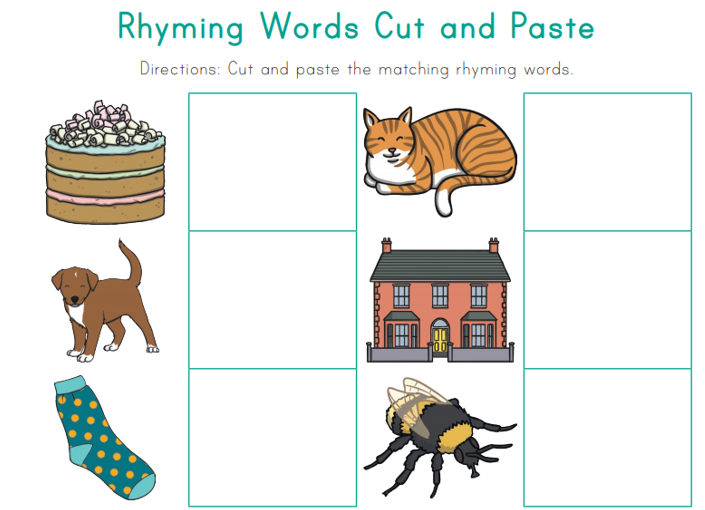 Rhyming Words Cut and Paste
Directions: Cut and paste the matching rhyming words.